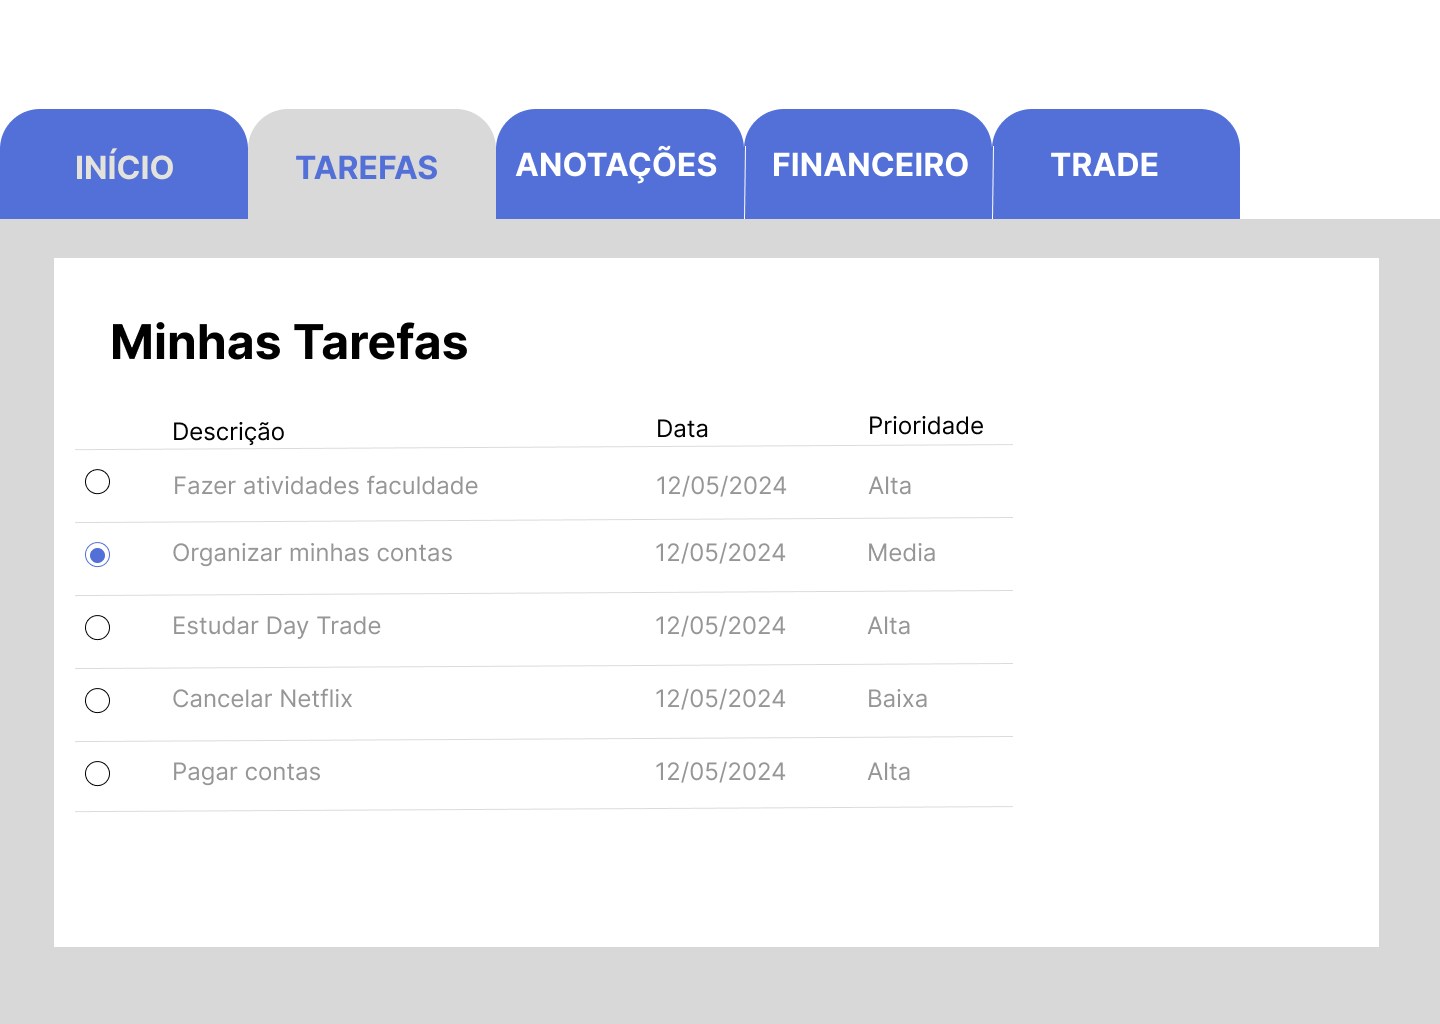 INÍCIO TAREFAS ANOTAÇÕES FINANCEIRO TRADE
Minhas Tarefas
Descrição Data Prioridade
Fazer atividades faculdade 12/05/2024 Alta
Organizar minhas contas 12/05/2024 Media
Estudar Day Trade 12/05/2024 Alta
Cancelar Netflix 12/05/2024 Baixa
Pagar contas 12/05/2024 Alta